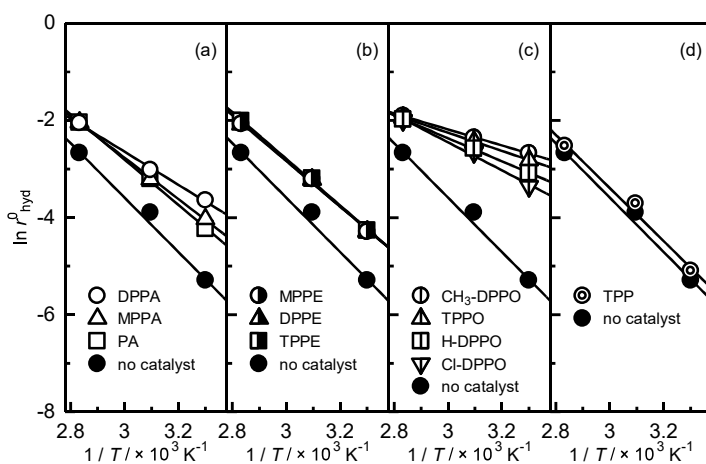 0
-2
-4
-6
-8
ln r⁰hyd
(a)
DPPA
MPPA
PA
no catalyst
(b)
MPPE
DPPE
TPPE
no catalyst
(c)
CH₃-DPPO
TPPO
H-DPPO
Cl-DPPO
no catalyst
(d)
TPP
no catalyst
2.8 3 3.2
2.8 3 3.2
2.8 3 3.2
2.8 3 3.2
1 / T / × 10³ K⁻¹
1 / T / × 10³ K⁻¹
1 / T / × 10³ K⁻¹
1 / T / × 10³ K⁻¹